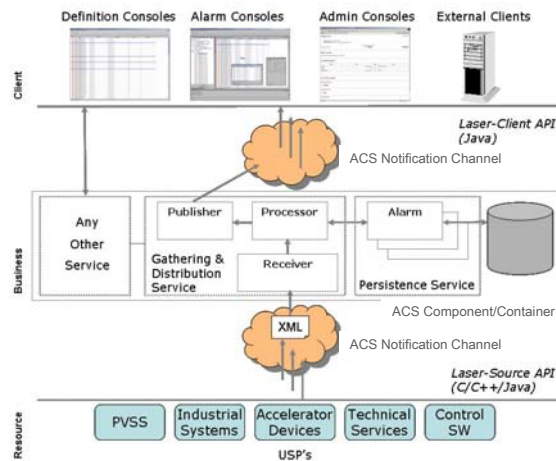 Definition Consoles
Alarm Consoles
Admin Consoles
External Clients
Client
Laser-Client API
(Java)
ACS Notification Channel
Business
Any
Other
Service
Publisher
Processor
Receiver
Gathering &
Distribution
Service
Alarm
Persistence Service
ACS Component/Container
XML
ACS Notification Channel
Laser-Source API
(C/C++/Java)
Resource
PVSS
Industrial
Systems
Accelerator
Devices
Technical
Services
Control
SW
USP's